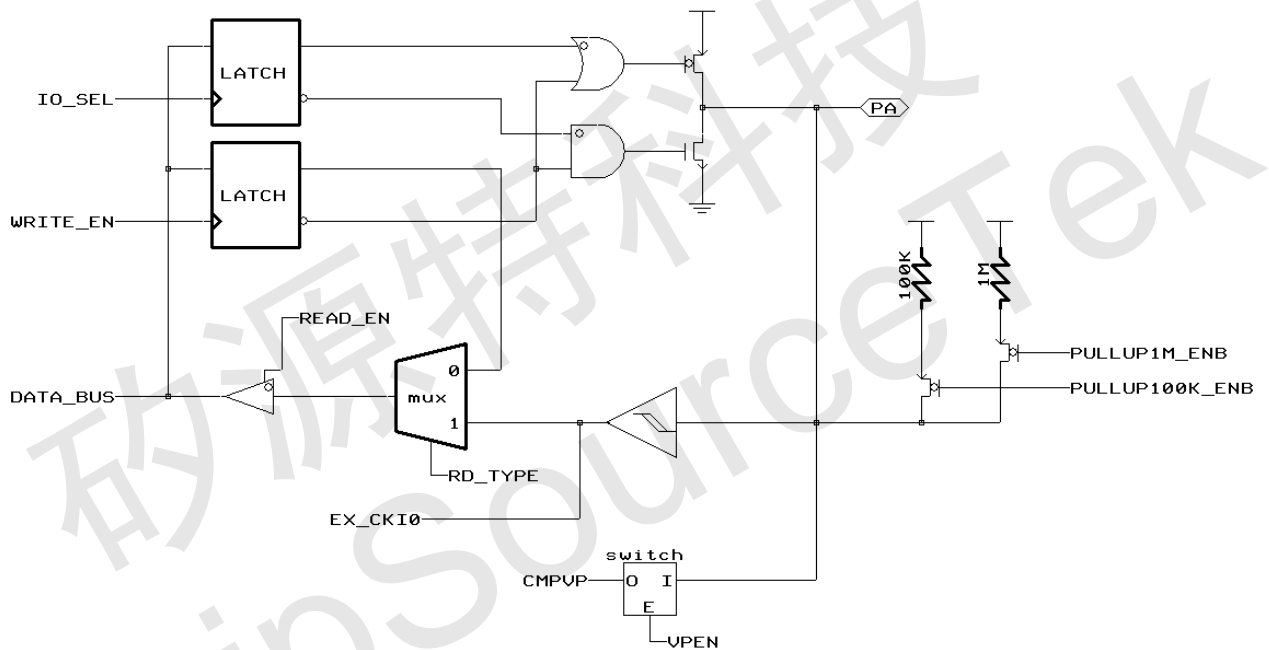 LATCH
IO_SEL
PA
LATCH
WRITE_EN
100K
1M
READ_EN
PULLUP1M_ENB
0
PULLUP100K_ENB
DATA_BUS
mux
1
RD_TYPE
EX_CKI0
switch
CMPVP
O I
E
VPEN
矽源特科技
ChipSourceTek